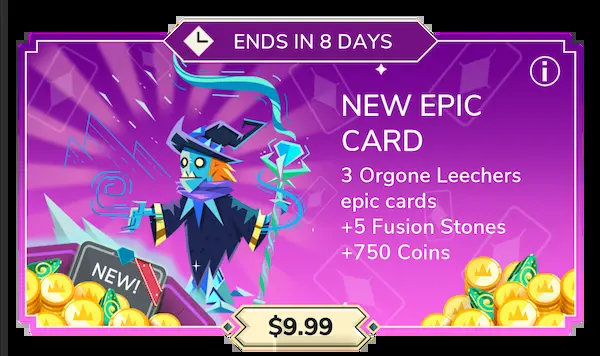 ENDS IN 8 DAYS
NEW EPIC
CARD
3 Orgone Leechers
epic cards
+5 Fusion Stones
+750 Coins
NEW!
$9.99